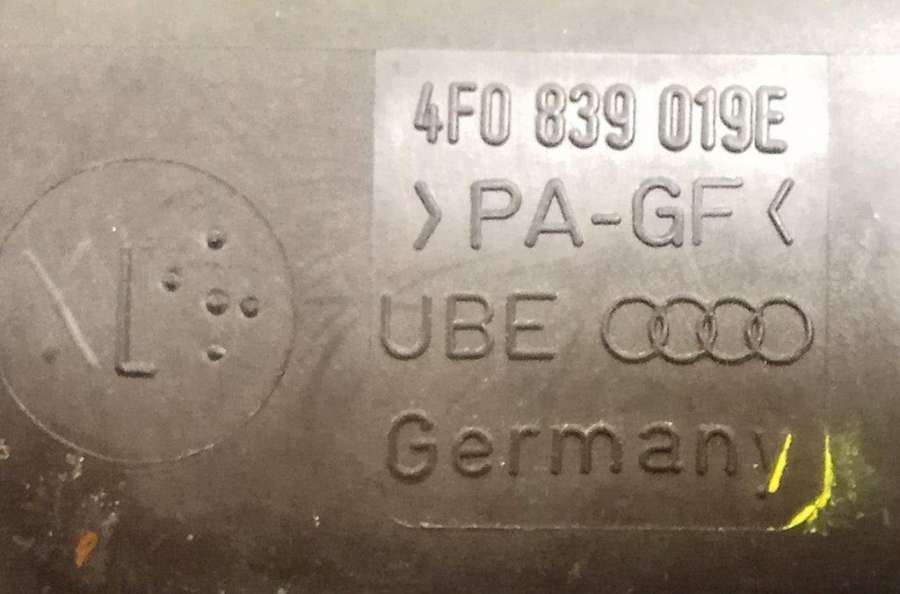 4F0 839 019E
>PA-GF<
UBE
Germany